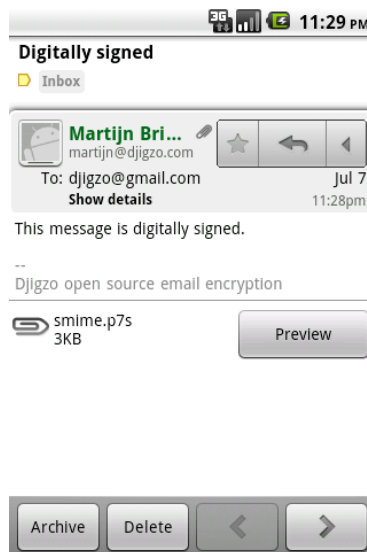 3G 11:29 PM
Digitally signed
Inbox
Martijn Bri...
martijn@djigzo.com
To: djigzo@gmail.com Jul 7
Show details 11:28pm
This message is digitally signed.
--
Djigzo open source email encryption
smime.p7s
3KB
Preview
Archive Delete